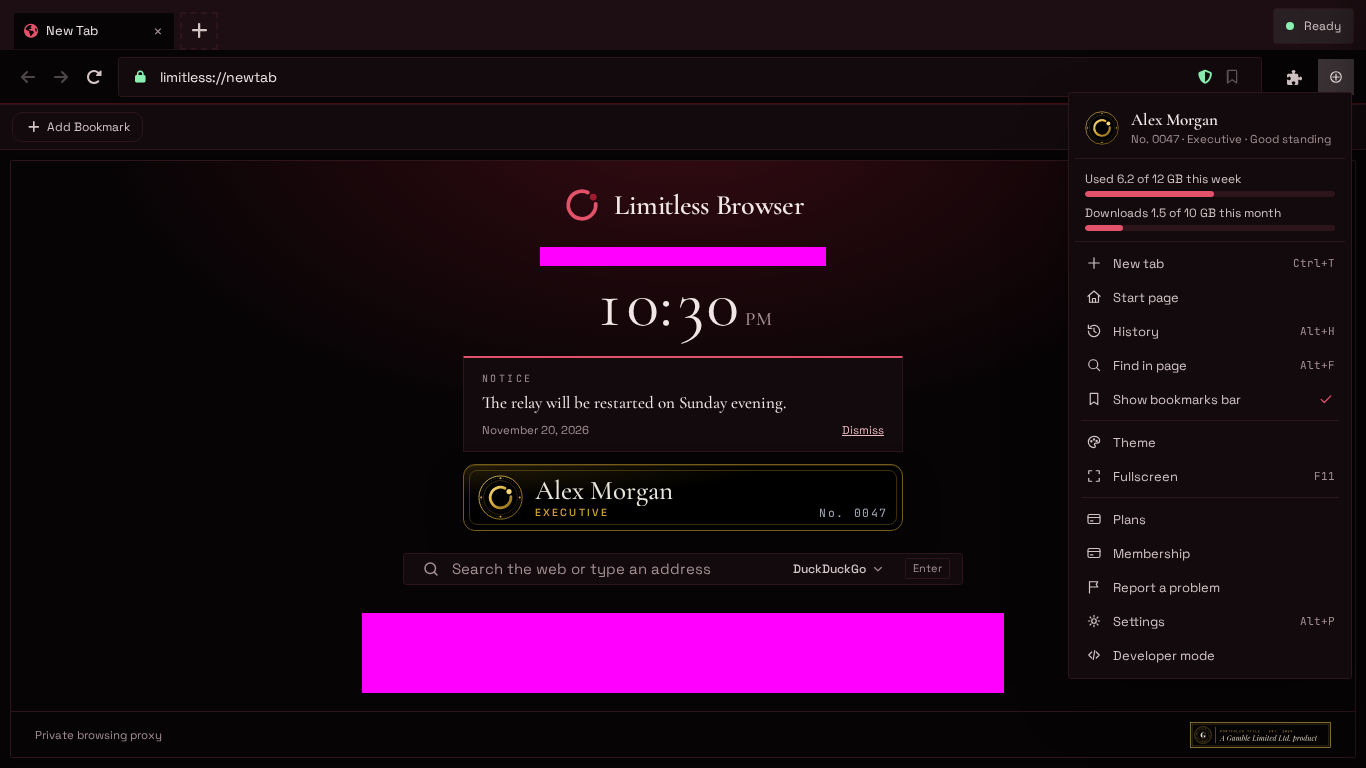 New Tab
Ready
limitless://newtab
Add Bookmark
Limitless Browser
10:30 PM
NOTICE
The relay will be restarted on Sunday evening.
November 20, 2026
Dismiss
Alex Morgan
EXECUTIVE
No. 0047
Search the web or type an address
DuckDuckGo
Enter
Alex Morgan
No. 0047 · Executive · Good standing
Used 6.2 of 12 GB this week
Downloads 1.5 of 10 GB this month
New tab Ctrl+T
Start page
History Alt+H
Find in page Alt+F
Show bookmarks bar
Theme
Fullscreen F11
Plans
Membership
Report a problem
Settings Alt+P
Developer mode
Private browsing proxy
G
A Gamble Limited Ltd. product